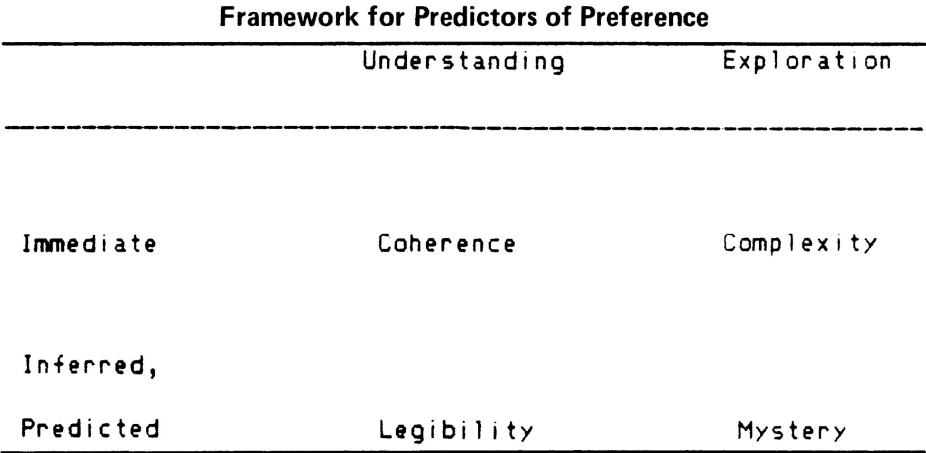 Framework for Predictors of Preference
Understanding Exploration
Immediate Coherence Complexity
Inferred,
Predicted Legibility Mystery